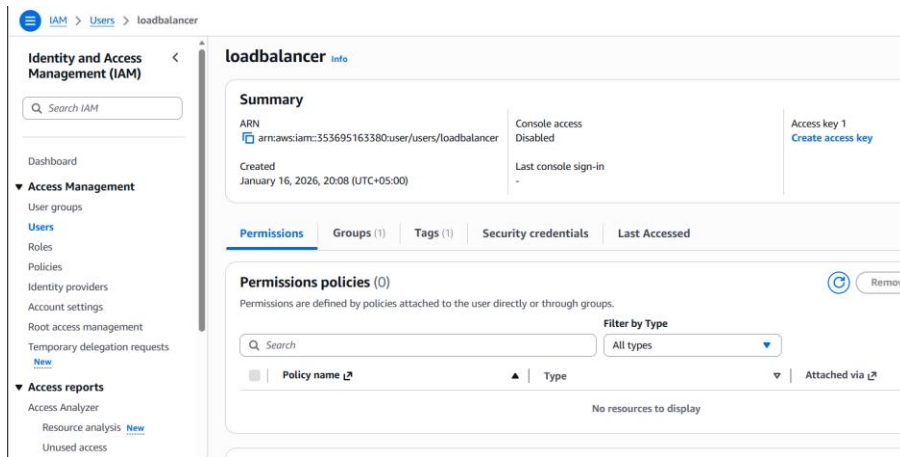 IAM > Users > loadbalancer
Identity and Access
Management (IAM)
Search IAM
Dashboard
Access Management
User groups
Users
Roles
Policies
Identity providers
Account settings
Root access management
Temporary delegation requests
New
Access reports
Access Analyzer
Resource analysis New
Unused access
loadbalancer Info
Summary
ARN
arn:aws:iam::353695163380:user/users/loadbalancer
Created
January 16, 2026, 20:08 (UTC+05:00)
Console access
Disabled
Last console sign-in
-
Access key 1
Create access key
Permissions Groups (1) Tags (1) Security credentials Last Accessed
Permissions policies (0)
Remov
Permissions are defined by policies attached to the user directly or through groups.
Filter by Type
Search All types
Policy name Type Attached via
No resources to display